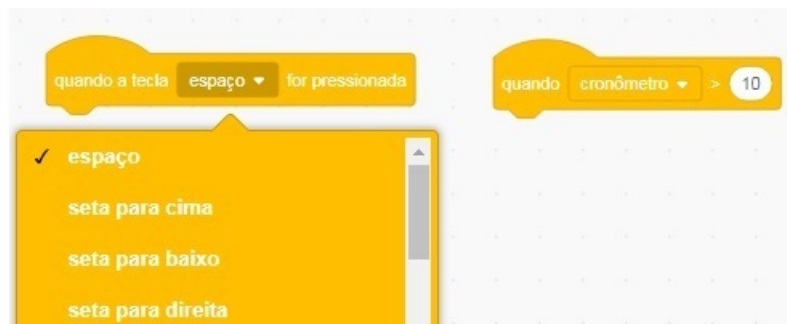 quando a tecla espaço for pressionada
quando cronômetro > 10
✓ espaço
seta para cima
seta para baixo
seta para direita